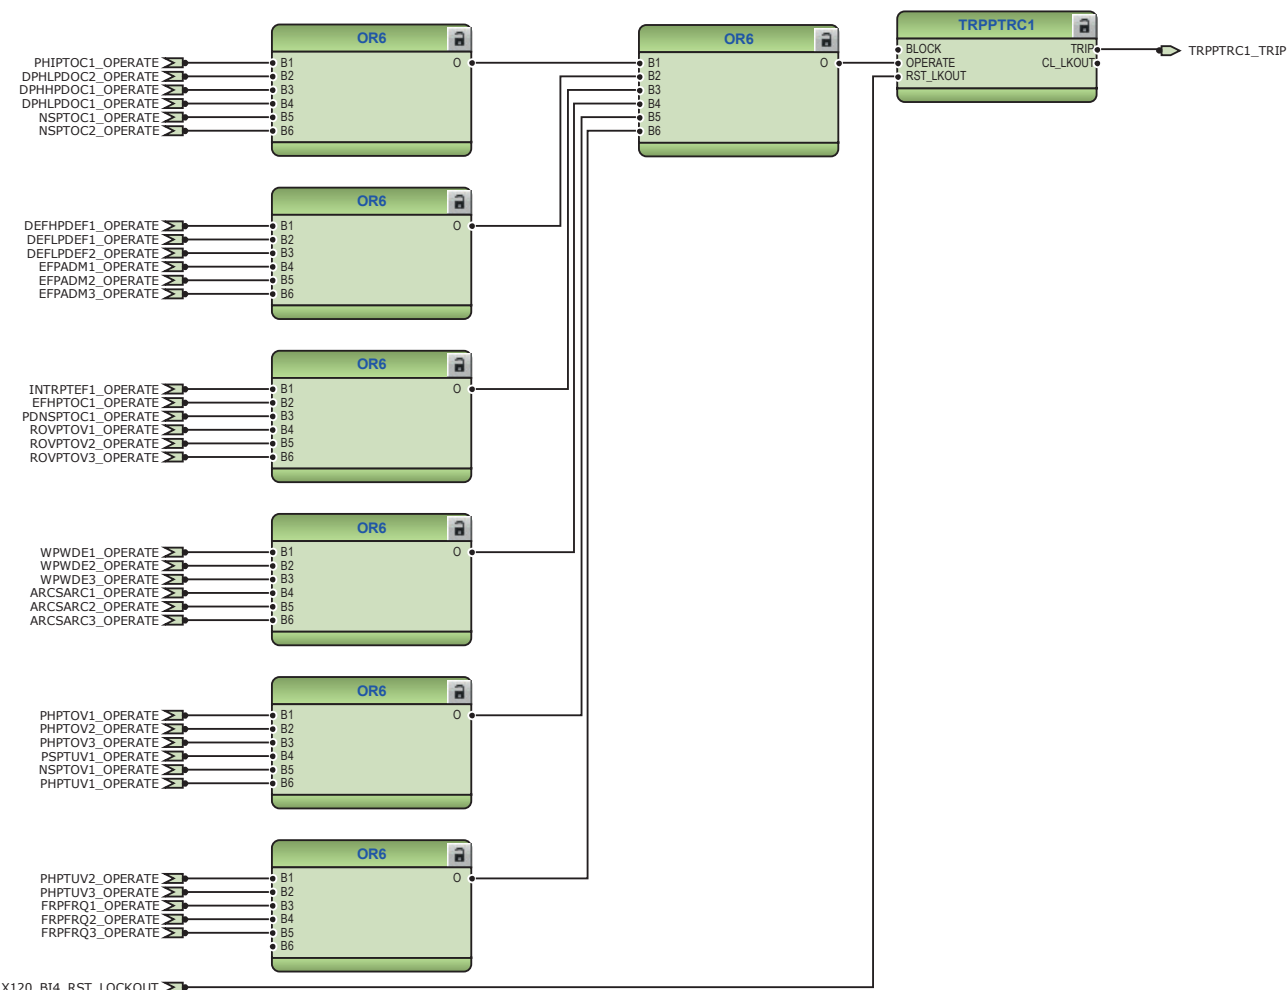 OR6
PHIPTOC1_OPERATE B1 O
DPHLPDOC2_OPERATE B2
DPHHPDOC1_OPERATE B3
DPHLPDOC1_OPERATE B4
NSPTOC1_OPERATE B5
NSPTOC2_OPERATE B6
OR6
B1 O
B2
B3
B4
B5
B6
TRPPTRC1
BLOCK TRIP TRPPTRC1_TRIP
OPERATE CL_LKOUT
RST_LKOUT
OR6
DEFHPDEF1_OPERATE B1 O
DEFLPDEF1_OPERATE B2
DEFLPDEF2_OPERATE B3
EFPADM1_OPERATE B4
EFPADM2_OPERATE B5
EFPADM3_OPERATE B6
OR6
INTRPTEF1_OPERATE B1 O
EFHPTOC1_OPERATE B2
PDNSPTOC1_OPERATE B3
ROVPTOV1_OPERATE B4
ROVPTOV2_OPERATE B5
ROVPTOV3_OPERATE B6
OR6
WPWDE1_OPERATE B1 O
WPWDE2_OPERATE B2
WPWDE3_OPERATE B3
ARCSARC1_OPERATE B4
ARCSARC2_OPERATE B5
ARCSARC3_OPERATE B6
OR6
PHPTOV1_OPERATE B1 O
PHPTOV2_OPERATE B2
PHPTOV3_OPERATE B3
PSPTUV1_OPERATE B4
NSPTOV1_OPERATE B5
PHPTUV1_OPERATE B6
OR6
PHPTUV2_OPERATE B1 O
PHPTUV3_OPERATE B2
FRPFRQ1_OPERATE B3
FRPFRQ2_OPERATE B4
FRPFRQ3_OPERATE B5
B6
X120_BI4_RST_LOCKOUT